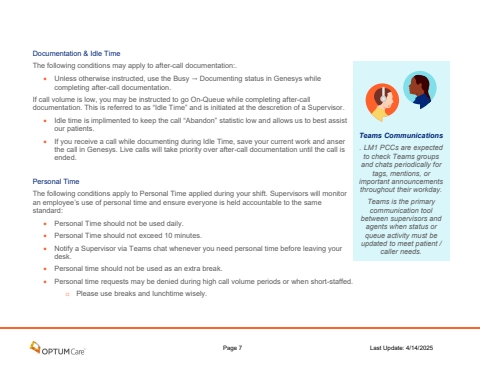 Documentation & Idle Time
The following conditions may apply to after-call documentation:.
• Unless otherwise instructed, use the Busy → Documenting status in Genesys while
completing after-call documentation.
If call volume is low, you may be instructed to go On-Queue while completing after-call
documentation. This is referred to as “Idle Time” and is initiated at the descretion of a Supervisor.
• Idle time is implimented to keep the call “Abandon” statistic low and allows us to best assist
our patients.
• If you receive a call while documenting during Idle Time, save your current work and anser
the call in Genesys. Live calls will take priority over after-call documentation until the call is
ended.
Personal Time
The following conditions apply to Personal Time applied during your shift. Supervisors will monitor
an employee’s use of personal time and ensure everyone is held accountable to the same
standard:
• Personal Time should not be used daily.
• Personal Time should not exceed 10 minutes.
• Notify a Supervisor via Teams chat whenever you need personal time before leaving your
desk.
• Personal time should not be used as an extra break.
• Personal time requests may be denied during high call volume periods or when short-staffed.
o Please use breaks and lunchtime wisely.
Teams Communications
. LM1 PCCs are expected
to check Teams groups
and chats periodically for
tags, mentions, or
important announcements
throughout their workday.
Teams is the primary
communication tool
between supervisors and
agents when status or
queue activity must be
updated to meet patient /
caller needs.
OPTUMCare
Page 7
Last Update: 4/14/2025